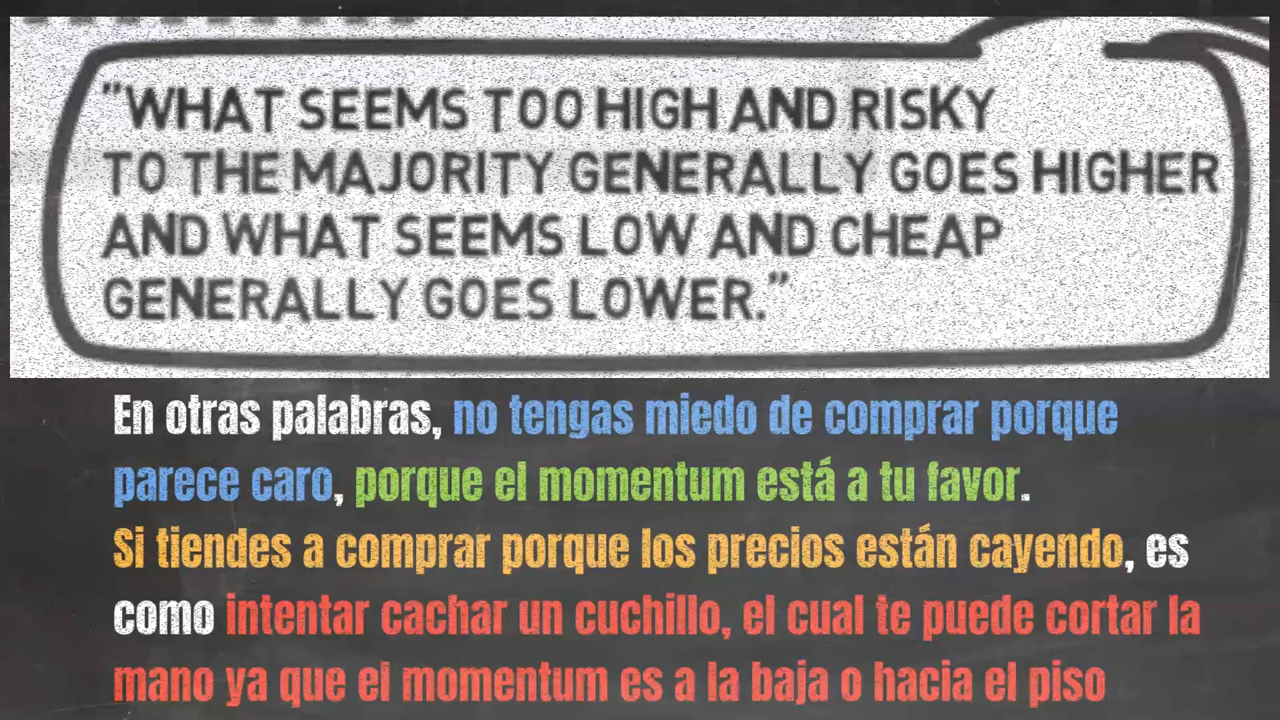 "WHAT SEEMS TOO HIGH AND RISKY
TO THE MAJORITY GENERALLY GOES HIGHER
AND WHAT SEEMS LOW AND CHEAP
GENERALLY GOES LOWER."
En otras palabras, no tengas miedo de comprar porque
parece caro, porque el momentum está a tu favor.
Si tiendes a comprar porque los precios están cayendo, es
como intentar cachar un cuchillo, el cual te puede cortar la
mano ya que el momentum es a la baja o hacia el piso